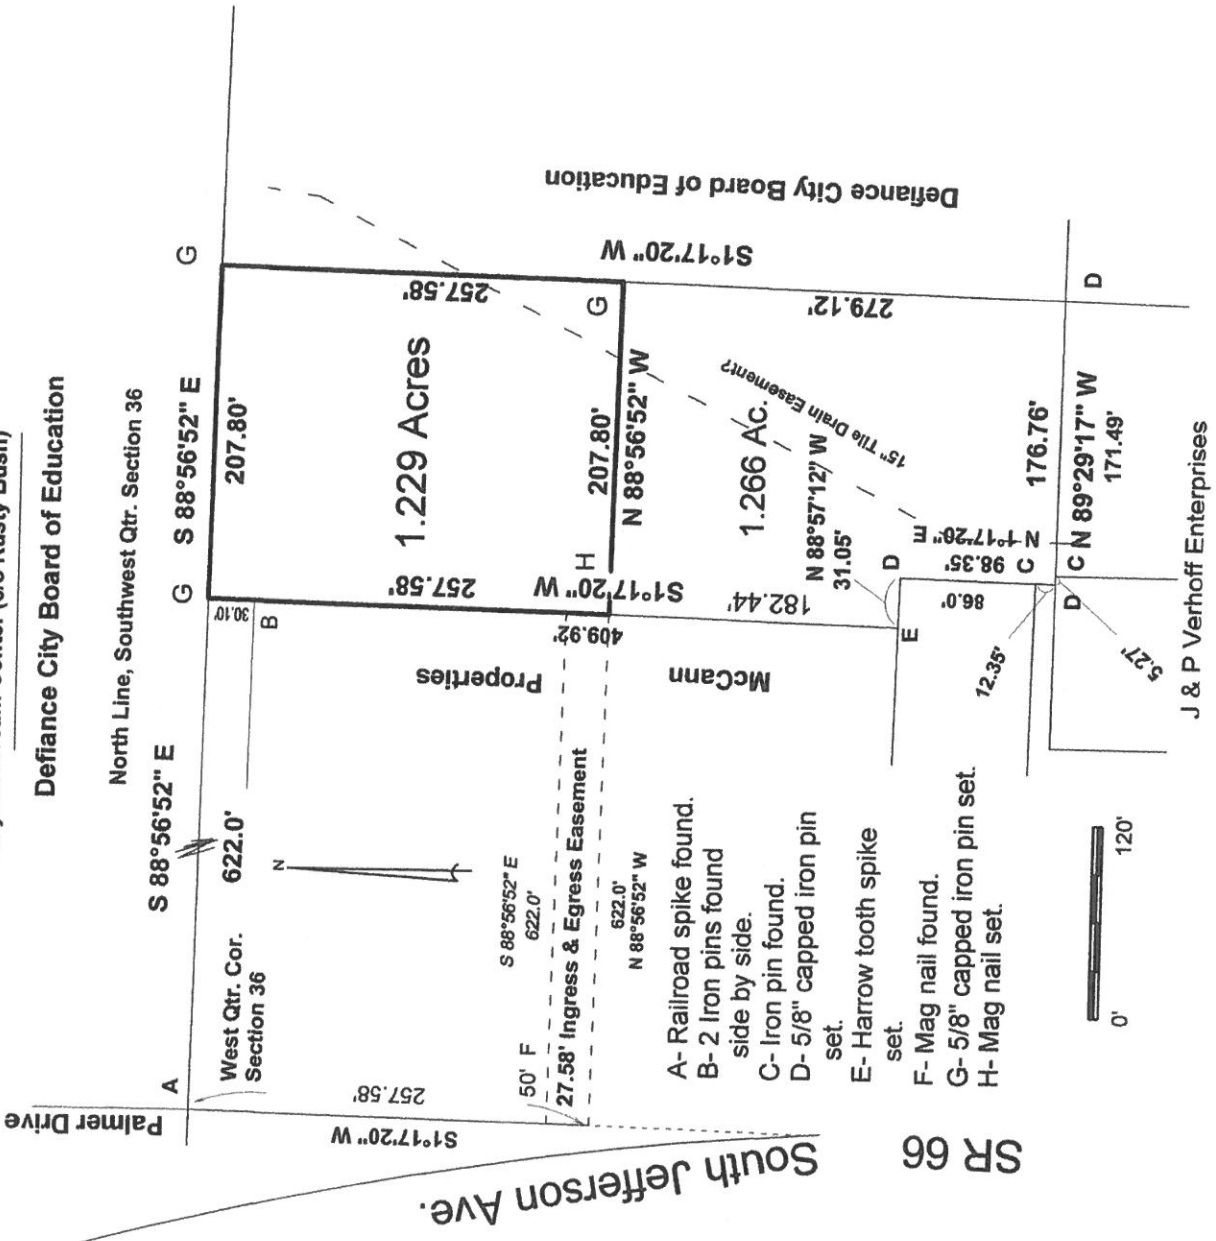 Defiance City Board of Education
North Line, Southwest Qtr. Section 36
S 88°56'52" E
622.0'
S 88°56'52" E
207.80'
G
G
A
Palmer Drive
West Qtr. Cor.
Section 36
30.10'
B
N
257.58'
S1°17'20" W
1.229 Acres
257.58'
S1°17'20" W
257.58'
S1°17'20" W
Defiance City Board of Education
Properties
McCann
409.92'
H
G
207.80'
N 88°56'52" W
S 88°56'52" E
622.0'
50' F
27.58' Ingress & Egress Easement
622.0'
N 88°56'52" W
South Jefferson Ave.
SR 66
1.266 Ac.
15" Tile Drain Easement?
279.12'
182.44'
N 88°57'12" W
31.05'
D
E
N 1°17'20" E
98.35'
86.0'
C
12.35'
D
C
5.27'
176.76'
N 89°29'17" W
171.49'
D
J & P Verhoff Enterprises
A- Railroad spike found.
B- 2 Iron pins found
side by side.
C- Iron pin found.
D- 5/8" capped iron pin
set.
E- Harrow tooth spike
set.
F- Mag nail found.
G- 5/8" capped iron pin set.
H- Mag nail set.
0'
120'